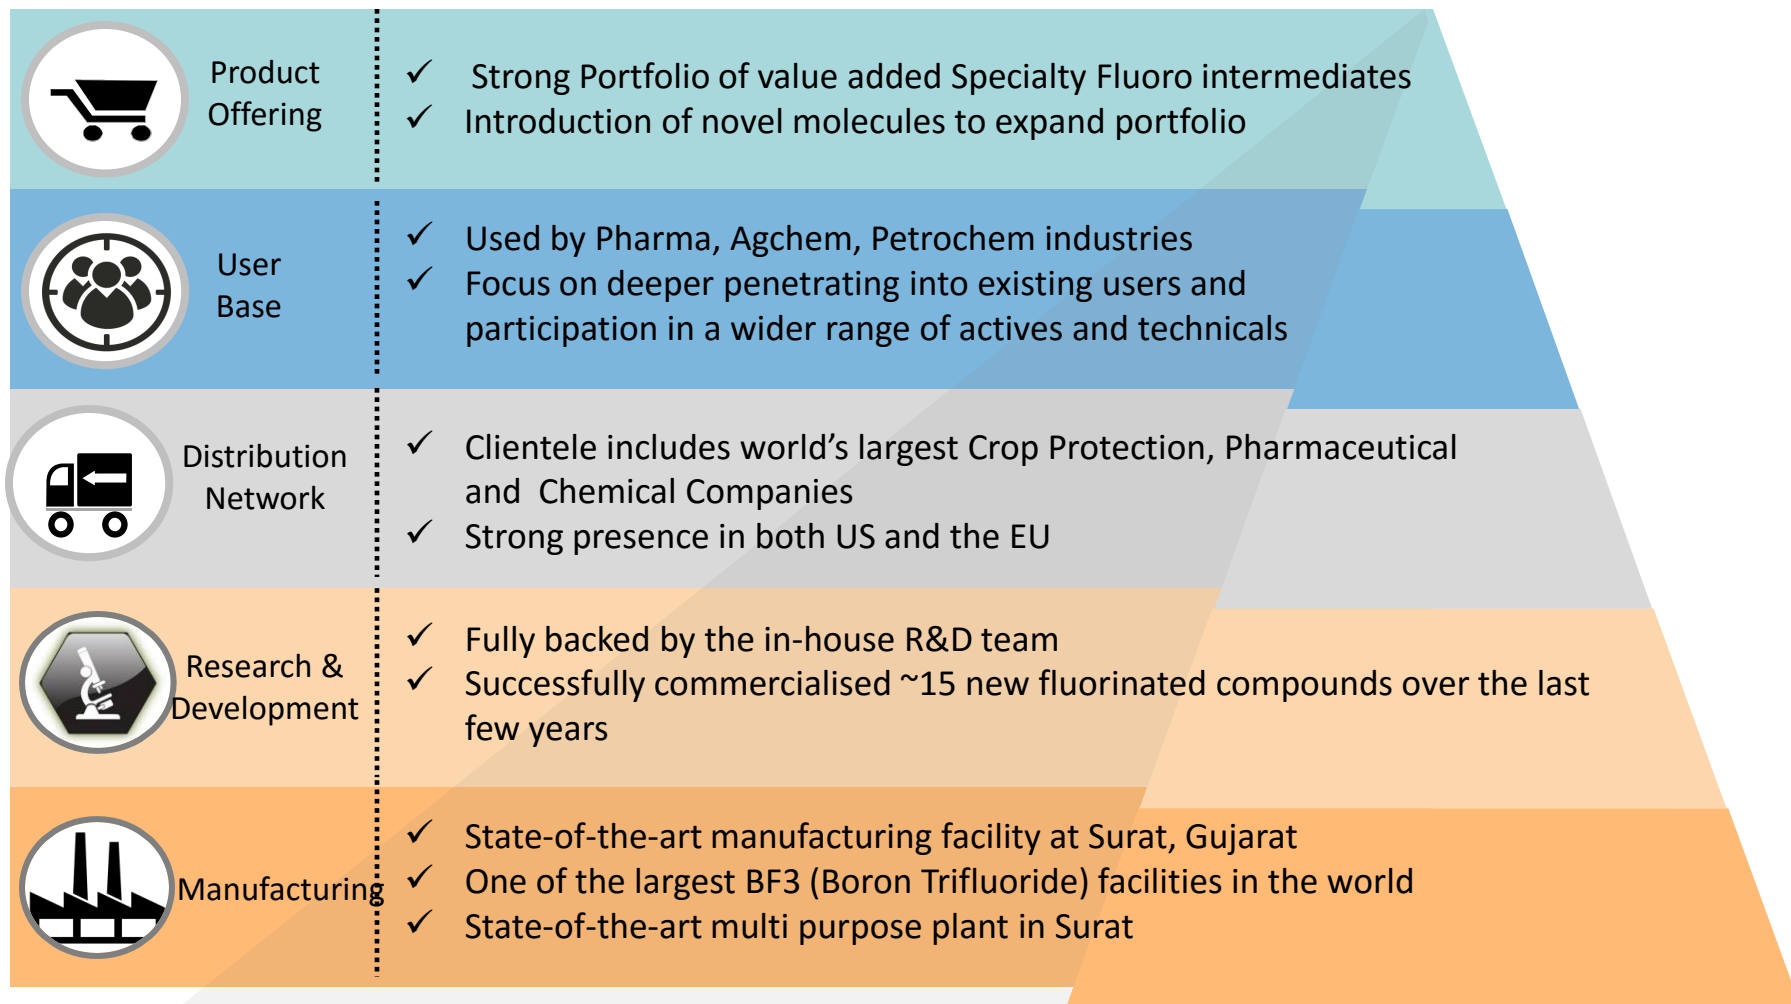 Product
Offering
✓ Strong Portfolio of value added Specialty Fluoro intermediates
✓ Introduction of novel molecules to expand portfolio
User
Base
✓ Used by Pharma, Agchem, Petrochem industries
✓ Focus on deeper penetrating into existing users and
participation in a wider range of actives and technicals
Distribution
Network
✓ Clientele includes world’s largest Crop Protection, Pharmaceutical
and Chemical Companies
✓ Strong presence in both US and the EU
Research &
Development
✓ Fully backed by the in-house R&D team
✓ Successfully commercialised ~15 new fluorinated compounds over the last
few years
Manufacturing
✓ State-of-the-art manufacturing facility at Surat, Gujarat
✓ One of the largest BF3 (Boron Trifluoride) facilities in the world
✓ State-of-the-art multi purpose plant in Surat